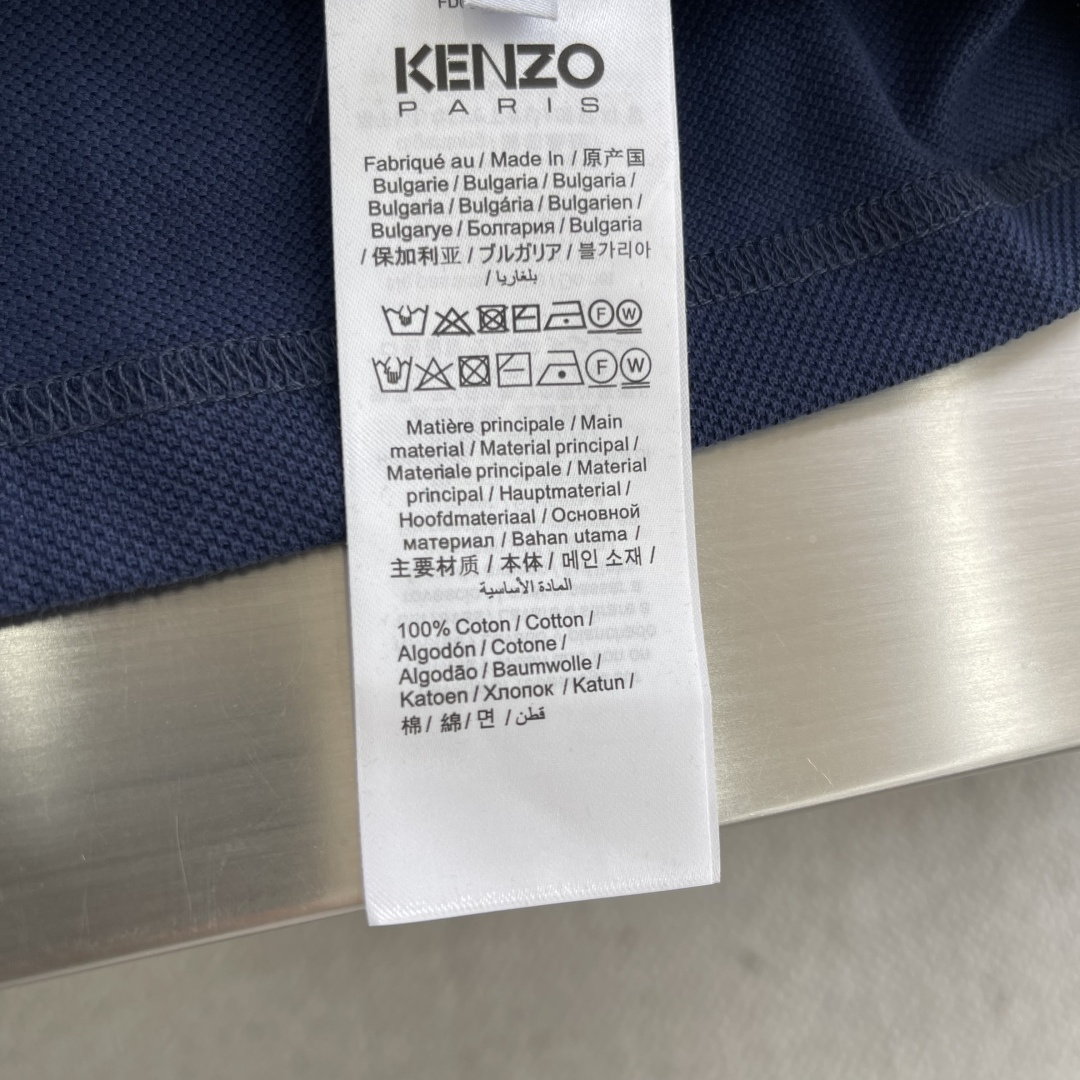 KENZO
PARIS
Fabriqué au / Made In / 原产国
Bulgarie / Bulgaria / Bulgaria /
Bulgaria / Bulgária / Bulgarien /
Bulgarye / Болгария / Bulgaria
/ 保加利亚 / ブルガリア / 불가리아
/ بلغاريا
F W
F W
Matière principale / Main
material / Material principal /
Materiale principale / Material
principal / Hauptmaterial /
Hoofdmateriaal / Основной
материал / Bahan utama /
主要材质 / 本体 / 메인 소재 /
المادة الأساسية
100% Coton / Cotton /
Algodón / Cotone /
Algodão / Baumwolle /
Katoen / Хлопок / Katun /
棉 / 綿 / 면 / قطن